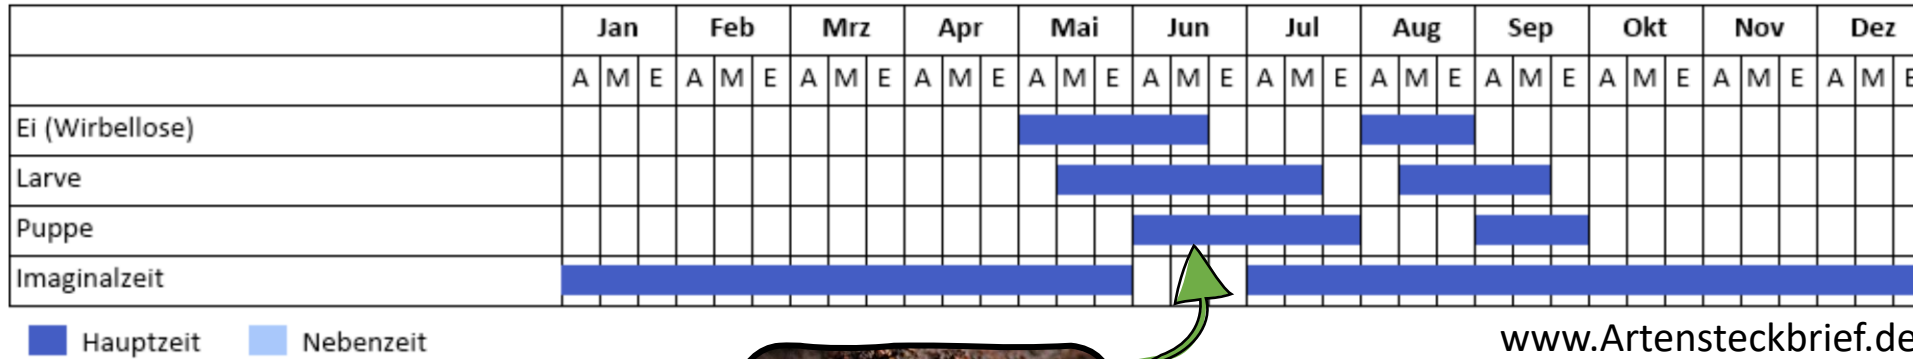 Jan Feb Mrz Apr Mai Jun Jul Aug Sep Okt Nov Dez
A M E A M E A M E A M E A M E A M E A M E A M E A M E A M E A M E A M E
Ei (Wirbellose)
Larve
Puppe
Imaginalzeit
Hauptzeit Nebenzeit www.Artensteckbrief.de